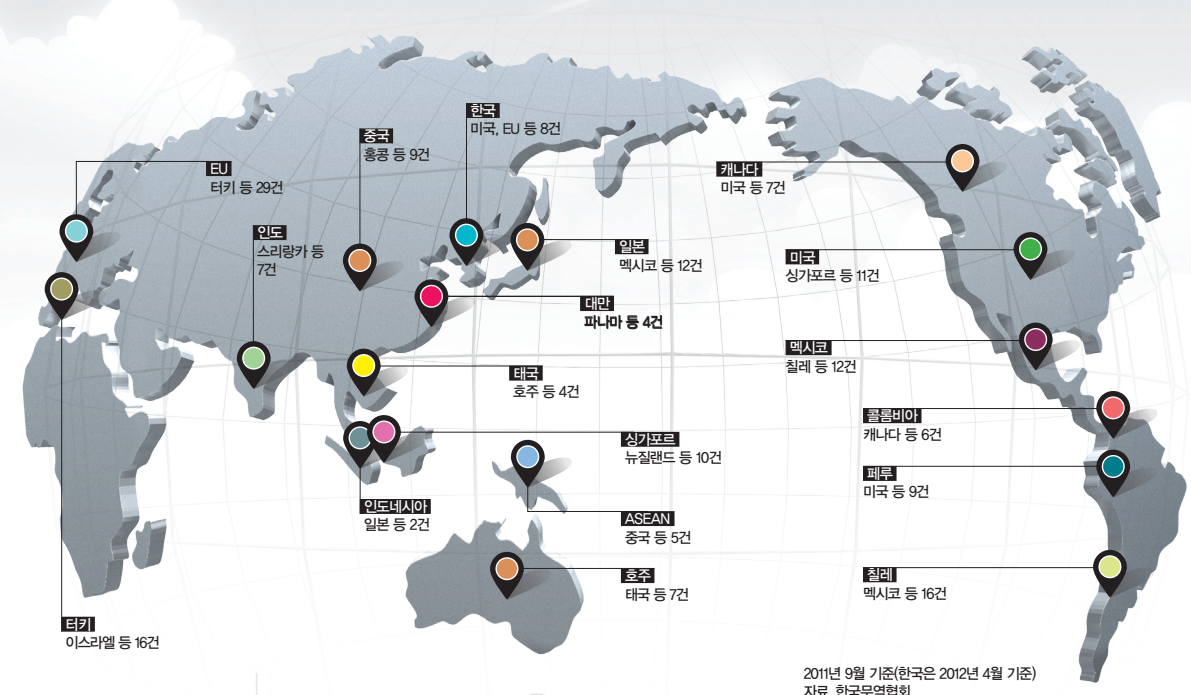 한국
미국, EU 등 8건
중국
홍콩 등 9건
EU
터키 등 29건
캐나다
미국 등 7건
인도
스리랑카 등
7건
일본
멕시코 등 12건
미국
싱가포르 등 11건
대만
파나마 등 4건
멕시코
칠레 등 12건
태국
호주 등 4건
콜롬비아
캐나다 등 6건
싱가포르
뉴질랜드 등 10건
페루
미국 등 9건
인도네시아
일본 등 2건
ASEAN
중국 등 5건
호주
태국 등 7건
칠레
멕시코 등 16건
터키
이스라엘 등 16건
2011년 9월 기준(한국은 2012년 4월 기준)
자료 한국무역협회